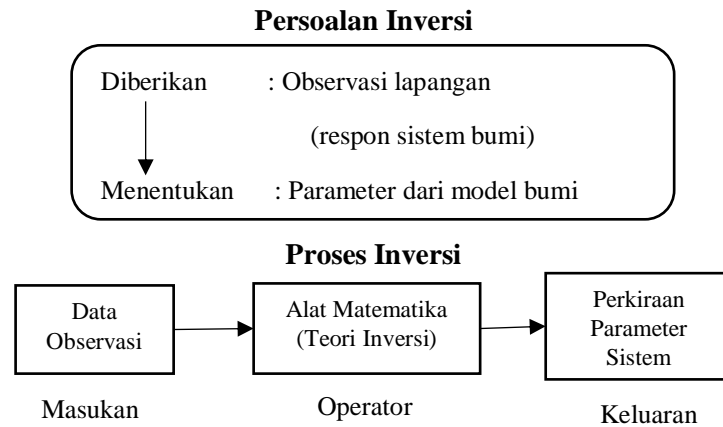 Persoalan Inversi
Diberikan : Observasi lapangan
(respon sistem bumi)
Menentukan : Parameter dari model bumi
Proses Inversi
Data
Observasi
Alat Matematika
(Teori Inversi)
Perkiraan
Parameter
Sistem
Masukan
Operator
Keluaran